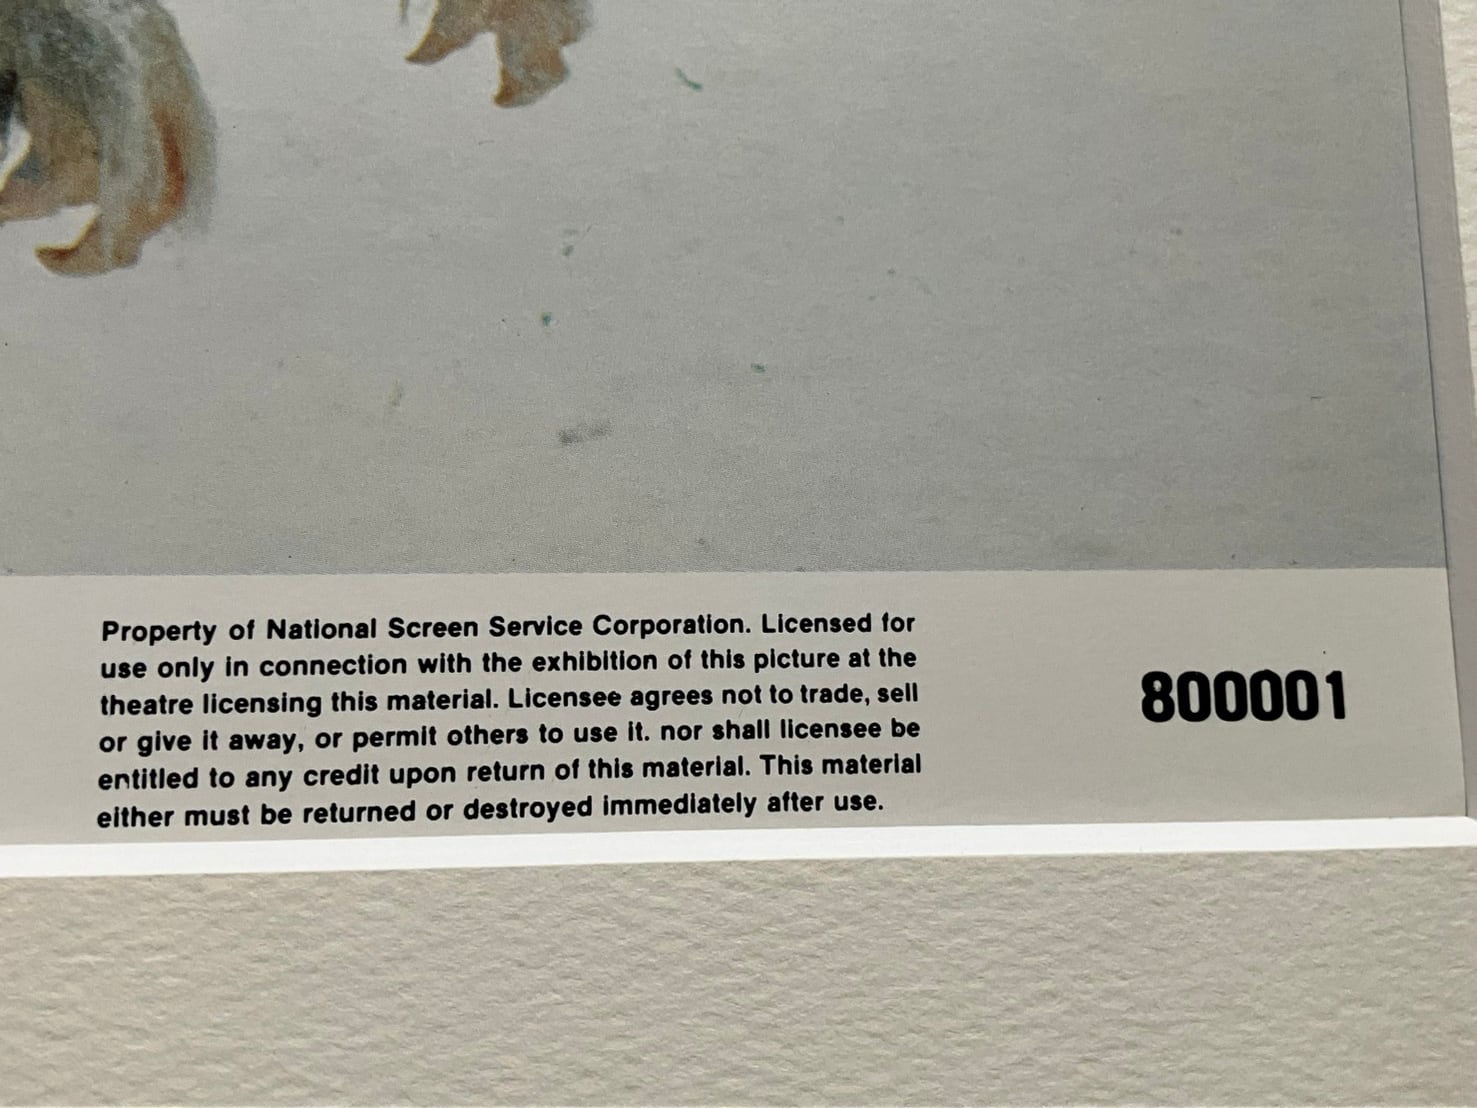 Property of National Screen Service Corporation. Licensed for
use only in connection with the exhibition of this picture at the
theatre licensing this material. Licensee agrees not to trade, sell
or give it away, or permit others to use it. nor shall licensee be
entitled to any credit upon return of this material. This material
either must be returned or destroyed immediately after use.
800001